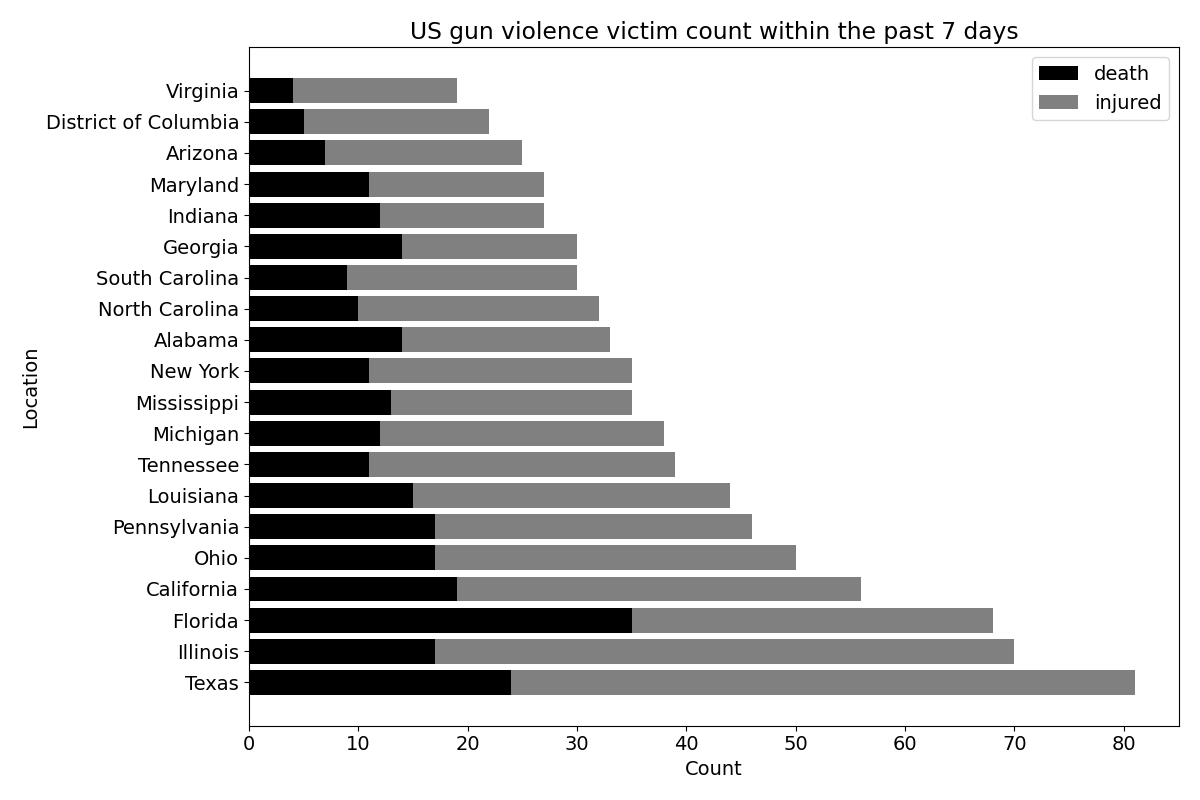 US gun violence victim count within the past 7 days
death
injured
Location
Virginia
District of Columbia
Arizona
Maryland
Indiana
Georgia
South Carolina
North Carolina
Alabama
New York
Mississippi
Michigan
Tennessee
Louisiana
Pennsylvania
Ohio
California
Florida
Illinois
Texas
0 10 20 30 40 50 60 70 80
Count